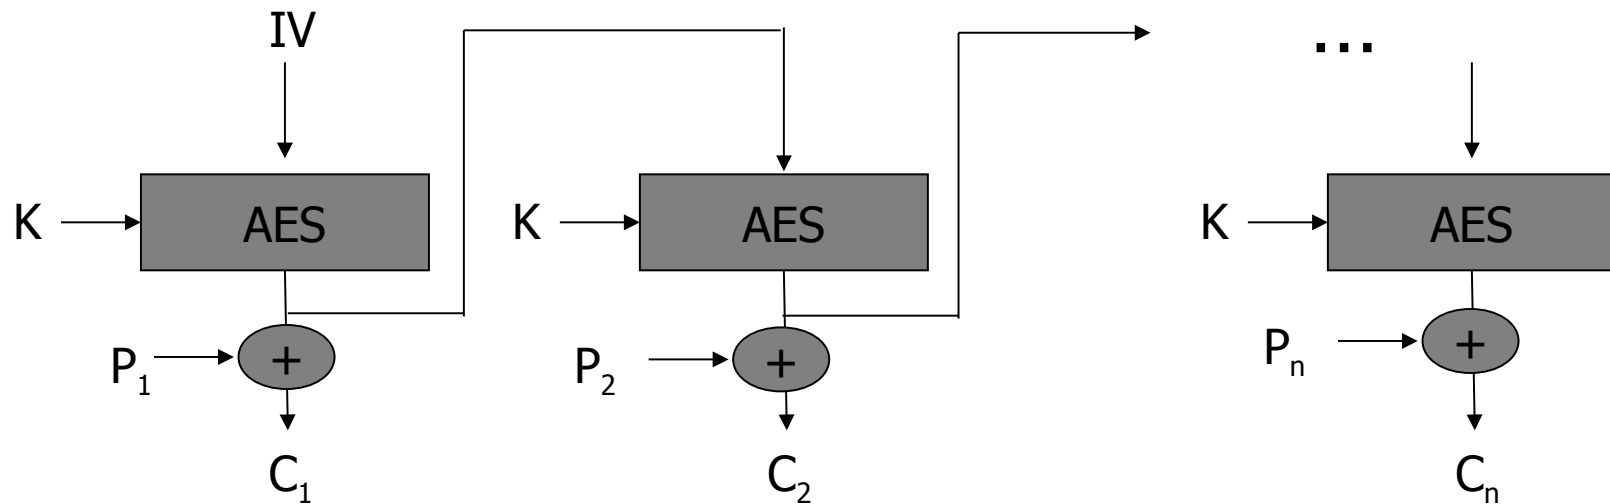 IV ...
K AES K AES K AES
P₁ + P₂ + Pₙ +
C₁ C₂ Cₙ